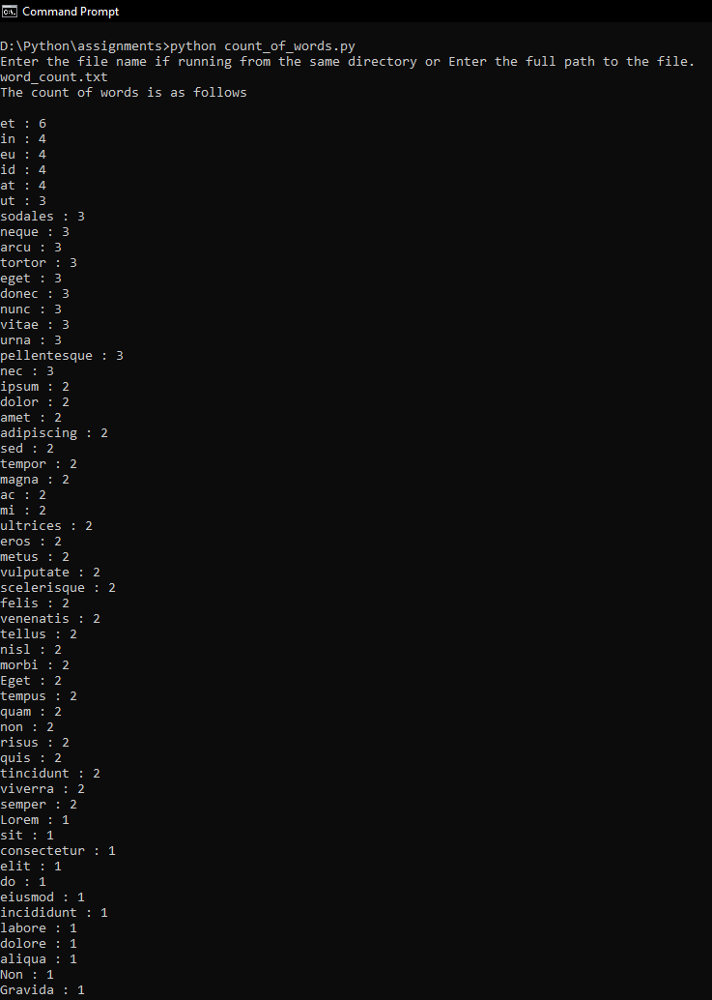 Command Prompt
D:\Python\assignments>python count_of_words.py
Enter the file name if running from the same directory or Enter the full path to the file.
word_count.txt
The count of words is as follows
et : 6
in : 4
eu : 4
id : 4
at : 4
ut : 3
sodales : 3
neque : 3
arcu : 3
tortor : 3
eget : 3
donec : 3
nunc : 3
vitae : 3
urna : 3
pellentesque : 3
nec : 3
ipsum : 2
dolor : 2
amet : 2
adipiscing : 2
sed : 2
tempor : 2
magna : 2
ac : 2
mi : 2
ultrices : 2
eros : 2
metus : 2
vulputate : 2
scelerisque : 2
felis : 2
venenatis : 2
tellus : 2
nisl : 2
morbi : 2
Eget : 2
tempus : 2
quam : 2
non : 2
risus : 2
quis : 2
tincidunt : 2
viverra : 2
semper : 2
Lorem : 1
sit : 1
consectetur : 1
elit : 1
do : 1
eiusmod : 1
incididunt : 1
labore : 1
dolore : 1
aliqua : 1
Non : 1
Gravida : 1